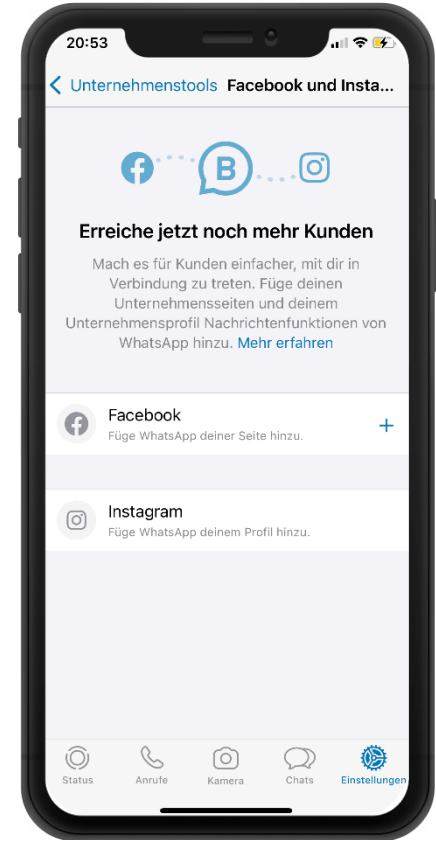 20:53
Unternehmenstools Facebook und Insta...
B
Erreiche jetzt noch mehr Kunden
Mach es für Kunden einfacher, mit dir in
Verbindung zu treten. Füge deinen
Unternehmensseiten und deinem
Unternehmensprofil Nachrichtenfunktionen von
WhatsApp hinzu. Mehr erfahren
Facebook
Füge WhatsApp deiner Seite hinzu.
Instagram
Füge WhatsApp deinem Profil hinzu.
Status Anrufe Kamera Chats Einstellungen